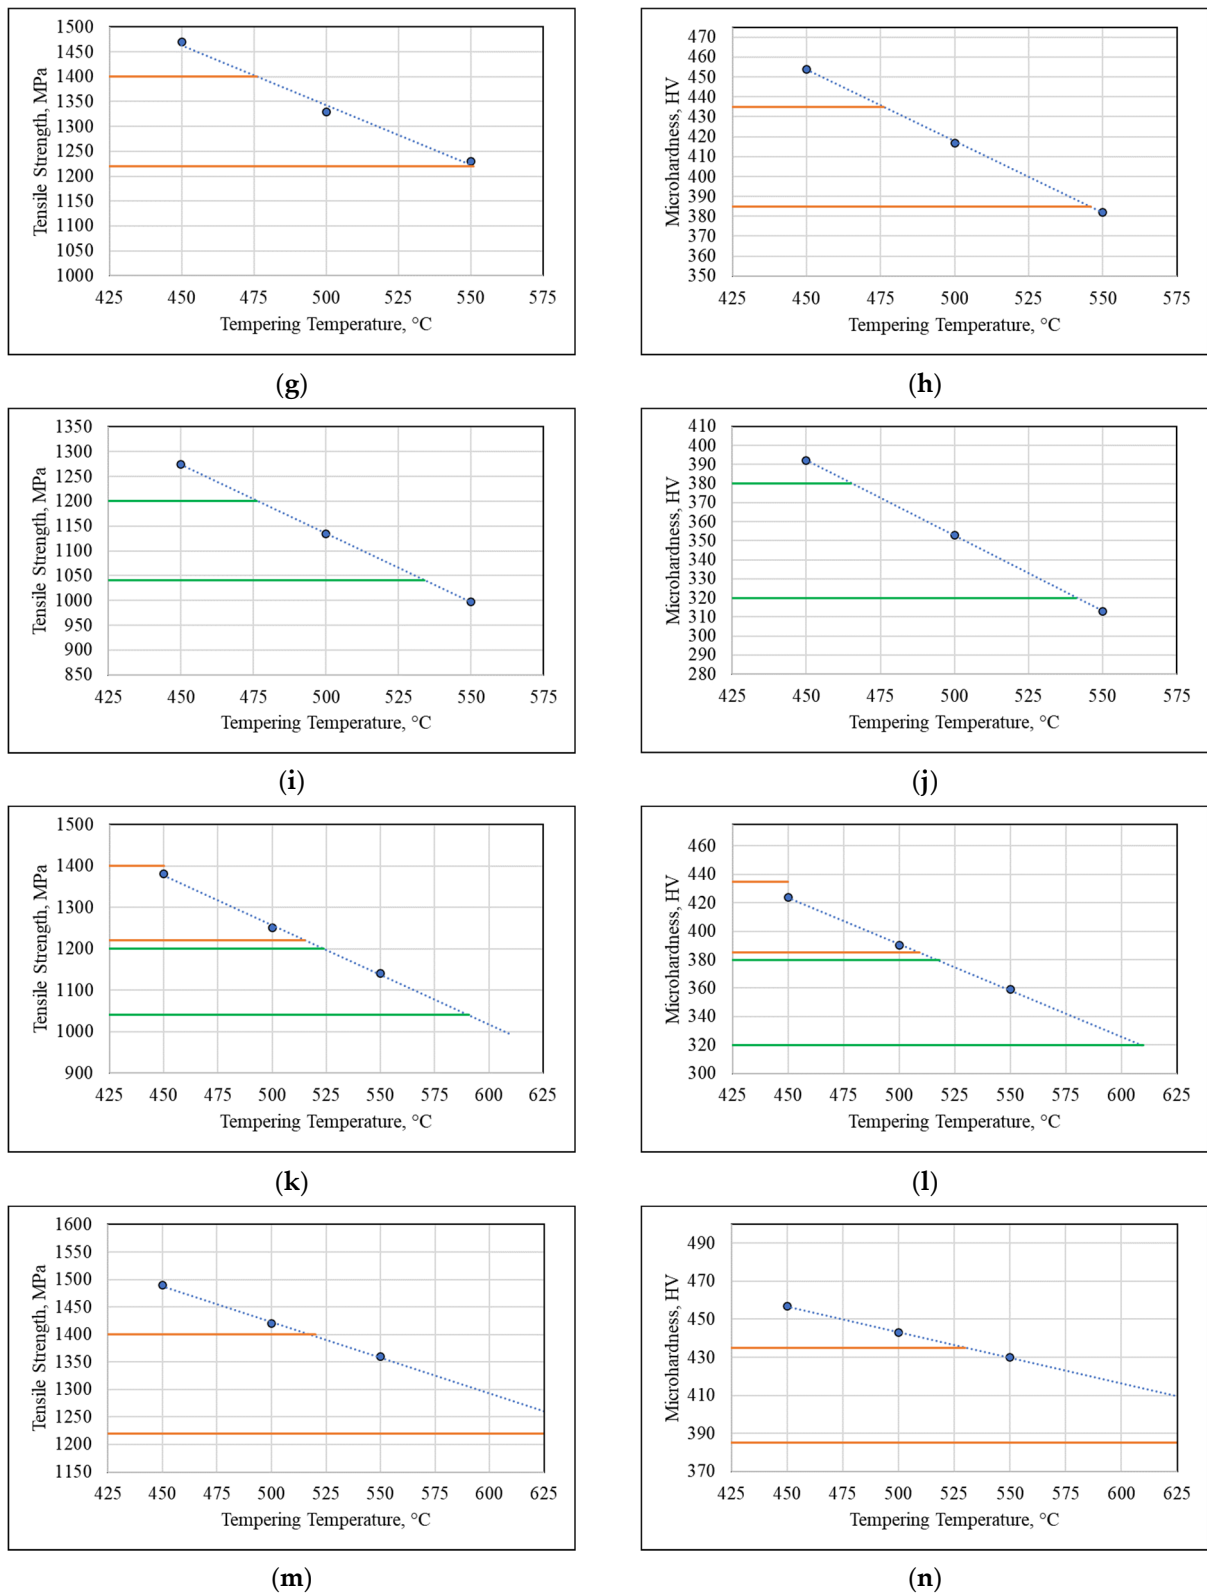 1500
1450
1400
1350
1300
1250
1200
1150
1100
1050
1000
Tensile Strength, MPa
425 450 475 500 525 550 575
Tempering Temperature, °C
(g)
470
460
450
440
430
420
410
400
390
380
370
360
350
Microhardness, HV
425 450 475 500 525 550 575
Tempering Temperature, °C
(h)
1350
1300
1250
1200
1150
1100
1050
1000
950
900
850
Tensile Strength, MPa
425 450 475 500 525 550 575
Tempering Temperature, °C
(i)
410
400
390
380
370
360
350
340
330
320
310
300
290
280
Microhardness, HV
425 450 475 500 525 550 575
Tempering Temperature, °C
(j)
1500
1400
1300
1200
1100
1000
900
Tensile Strength, MPa
425 450 475 500 525 550 575 600 625
Tempering Temperature, °C
(k)
460
440
420
400
380
360
340
320
300
Microhardness, HV
425 450 475 500 525 550 575 600 625
Tempering Temperature, °C
(l)
1600
1550
1500
1450
1400
1350
1300
1250
1200
1150
Tensile Strength, MPa
425 450 475 500 525 550 575 600 625
Tempering Temperature, °C
(m)
490
470
450
430
410
390
370
Microhardness, HV
425 450 475 500 525 550 575 600 625
Tempering Temperature, °C
(n)